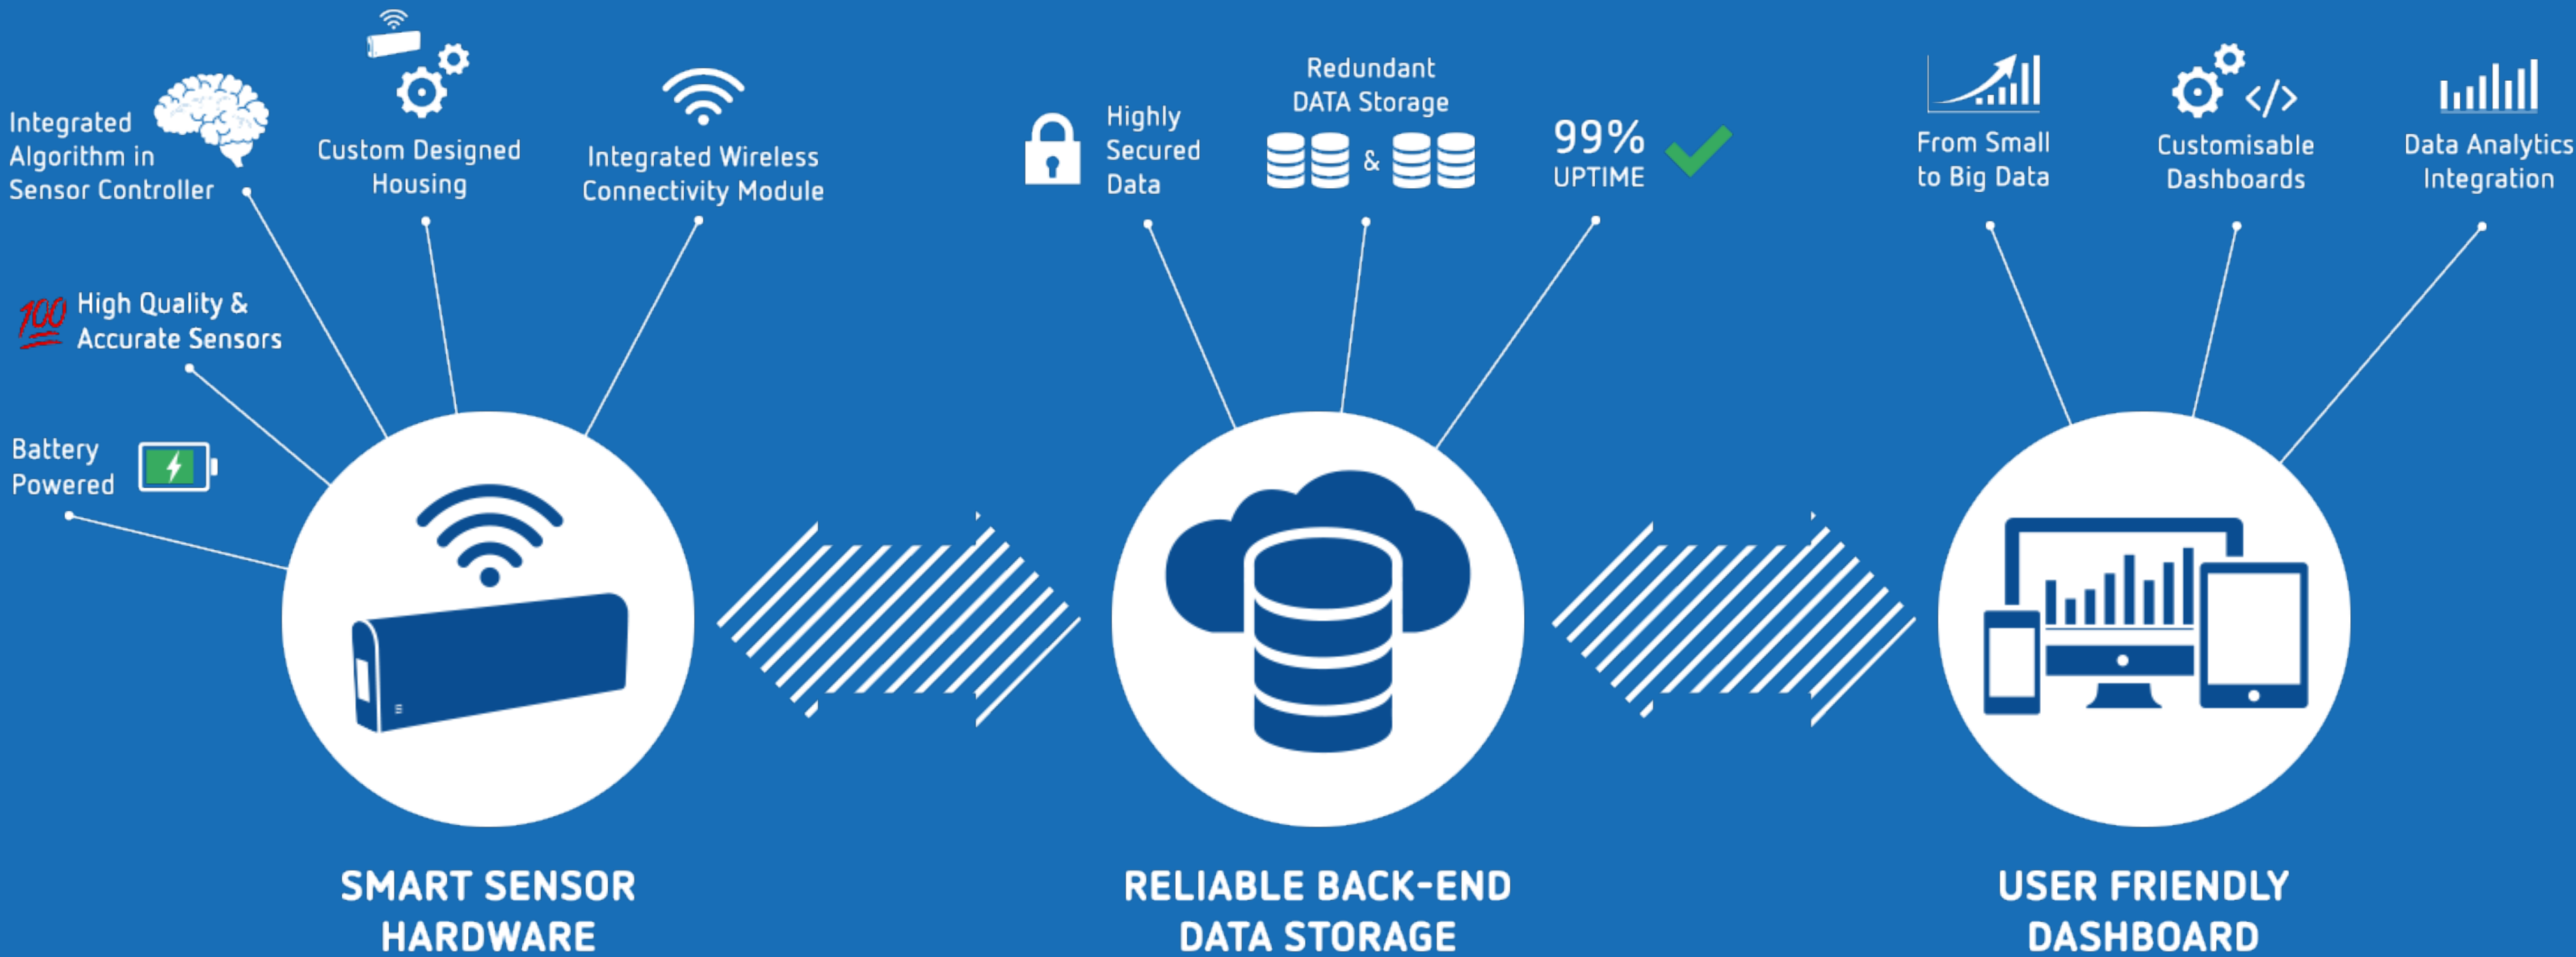 Integrated
Algorithm in
Sensor Controller
Custom Designed
Housing
Integrated Wireless
Connectivity Module
100
High Quality &
Accurate Sensors
Battery
Powered
SMART SENSOR
HARDWARE
Highly
Secured
Data
Redundant
DATA Storage
&
99%
UPTIME
RELIABLE BACK-END
DATA STORAGE
From Small
to Big Data
</>
Customisable
Dashboards
Data Analytics
Integration
USER FRIENDLY
DASHBOARD